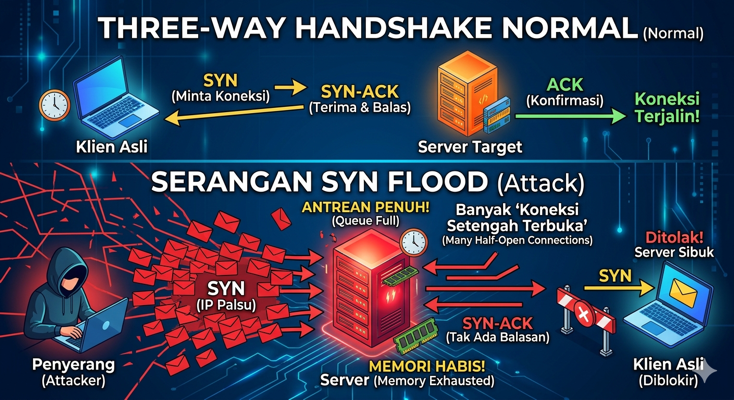 THREE-WAY HANDSHAKE NORMAL (Normal)
SYN
(Minta Koneksi)
SYN-ACK
(Terima & Balas)
ACK
(Konfirmasi)
Koneksi
Terjalin!
Klien Asli
Server Target
SERANGAN SYN FLOOD (Attack)
ANTREAN PENUH!
(Queue Full)
Banyak ‘Koneksi
Setengah Terbuka’
(Many Half-Open Connections)
Ditolak!
Server Sibuk
SYN
(IP Palsu)
SYN
SYN-ACK
(Tak Ada Balasan)
Penyerang
(Attacker)
MEMORI HABIS!
Server (Memory Exhausted)
Klien Asli
(Diblokir)